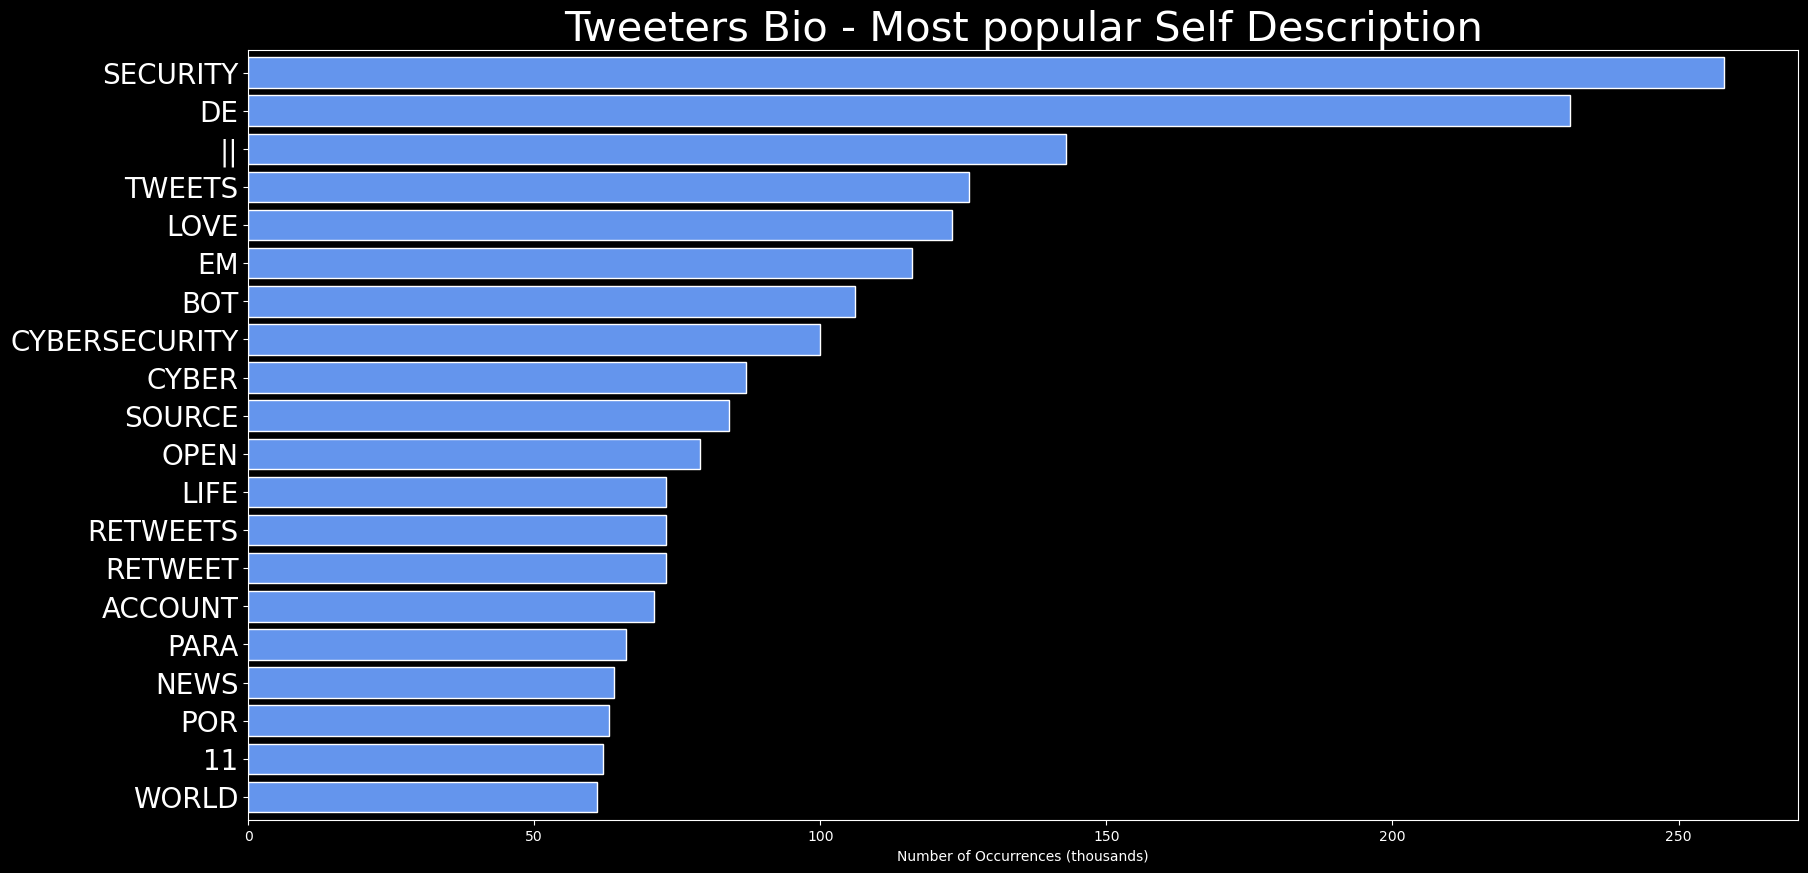 Tweeters Bio - Most popular Self Description
SECURITY
DE
||
TWEETS
LOVE
EM
BOT
CYBERSECURITY
CYBER
SOURCE
OPEN
LIFE
RETWEETS
RETWEET
ACCOUNT
PARA
NEWS
POR
11
WORLD
0 50 100 150 200 250
Number of Occurrences (thousands)